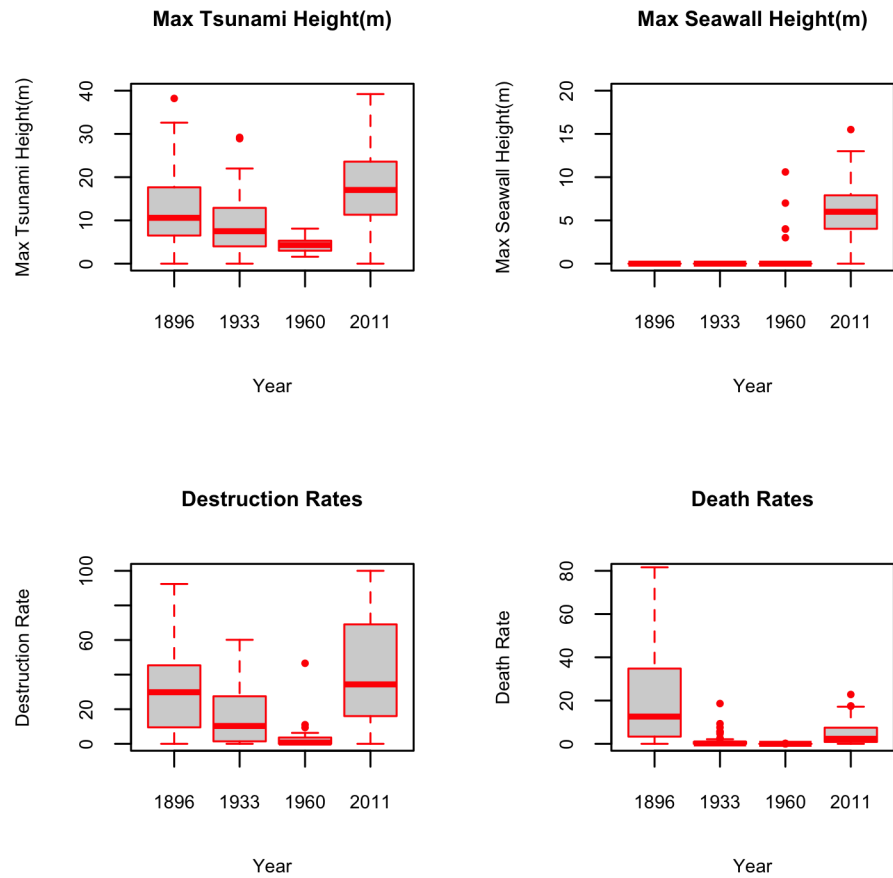 Max Tsunami Height(m)
Max Tsunami Height(m)
0 10 20 30 40
1896 1933 1960 2011
Year
Max Seawall Height(m)
Max Seawall Height(m)
0 5 10 15 20
1896 1933 1960 2011
Year
Destruction Rates
Destruction Rate
0 20 60 100
1896 1933 1960 2011
Year
Death Rates
Death Rate
0 20 40 60 80
1896 1933 1960 2011
Year